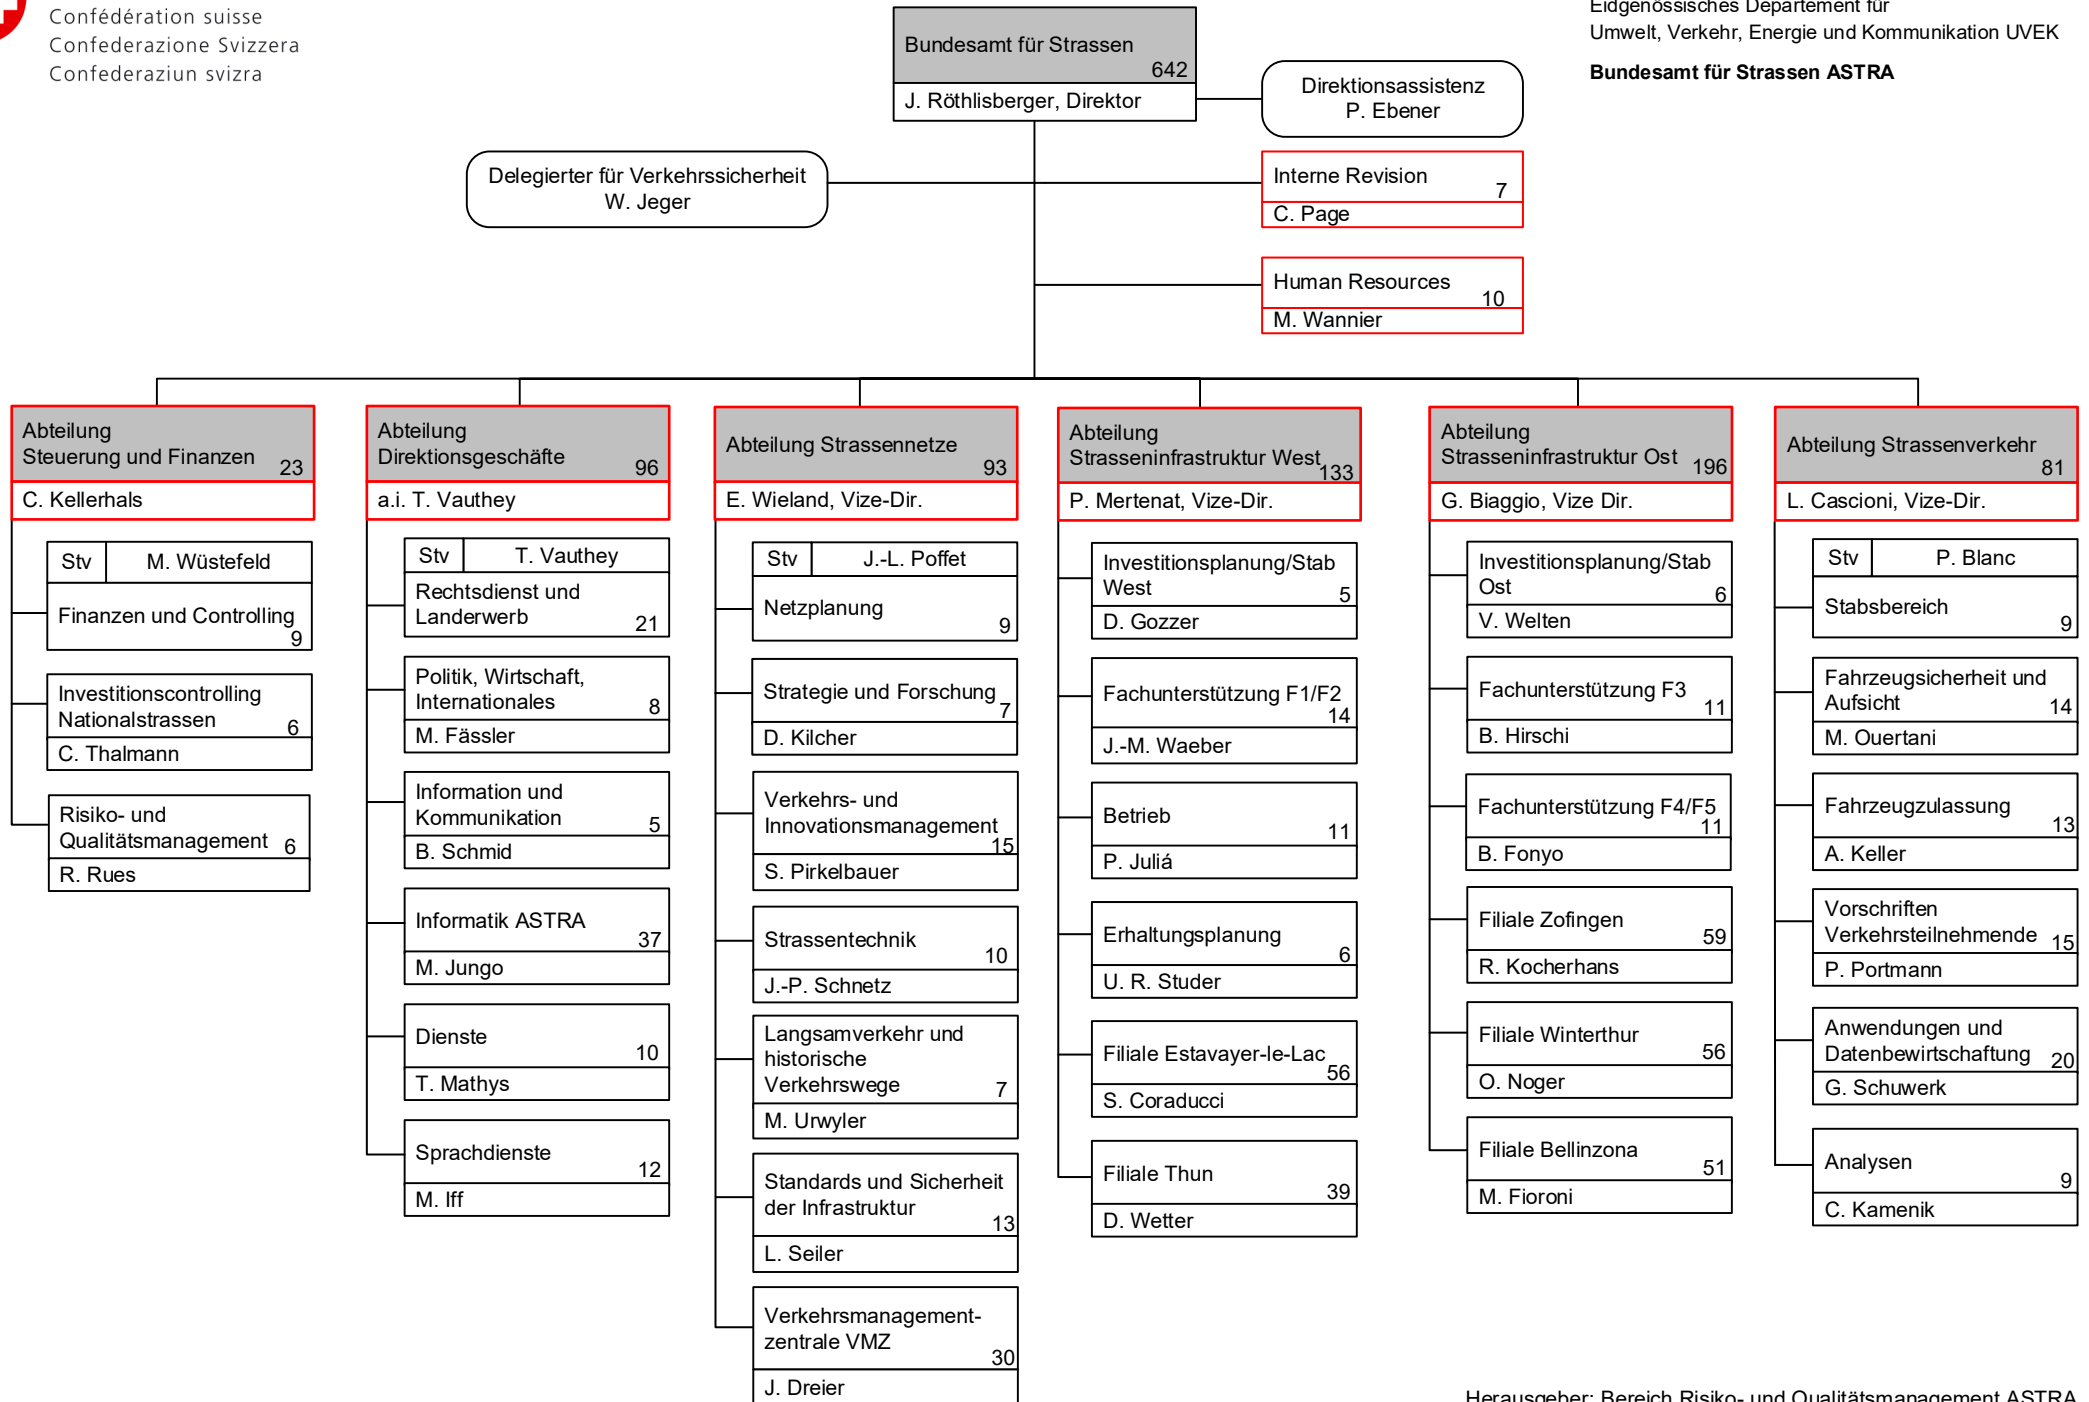 Confédération suisse
Confederazione Svizzera
Confederaziun svizra
Eidgenössisches Departement für
Umwelt, Verkehr, Energie und Kommunikation UVEK
Bundesamt für Strassen ASTRA
Bundesamt für Strassen
642
J. Röthlisberger, Direktor
Direktionsassistenz
P. Ebener
Delegierter für Verkehrssicherheit
W. Jeger
Interne Revision
7
C. Page
Human Resources
10
M. Wannier
Abteilung
Steuerung und Finanzen 23
C. Kellerhals
Stv M. Wüstefeld
Finanzen und Controlling
9
Investitionscontrolling
Nationalstrassen 6
C. Thalmann
Risiko- und
Qualitätsmanagement 6
R. Rues
Abteilung
Direktionsgeschäfte 96
a.i. T. Vauthey
Stv T. Vauthey
Rechtsdienst und
Landerwerb 21
Politik, Wirtschaft,
Internationales 8
M. Fässler
Information und
Kommunikation 5
B. Schmid
Informatik ASTRA
37
M. Jungo
Dienste
10
T. Mathys
Sprachdienste
12
M. Iff
Abteilung Strassennetze
93
E. Wieland, Vize-Dir.
Stv J.-L. Poffet
Netzplanung
9
Strategie und Forschung
7
D. Kilcher
Verkehrs- und
Innovationsmanagement
15
S. Pirkelbauer
Strassentechnik
10
J.-P. Schnetz
Langsamverkehr und
historische
Verkehrswege 7
M. Urwyler
Standards und Sicherheit
der Infrastruktur
13
L. Seiler
Verkehrsmanagement-
zentrale VMZ
30
J. Dreier
Abteilung
Strasseninfrastruktur West
133
P. Mertenat, Vize-Dir.
Investitionsplanung/Stab
West 5
D. Gozzer
Fachunterstützung F1/F2
14
J.-M. Waeber
Betrieb
11
P. Juliá
Erhaltungsplanung
6
U. R. Studer
Filiale Estavayer-le-Lac
56
S. Coraducci
Filiale Thun
39
D. Wetter
Abteilung
Strasseninfrastruktur Ost 196
G. Biaggio, Vize Dir.
Investitionsplanung/Stab
Ost 6
V. Welten
Fachunterstützung F3
11
B. Hirschi
Fachunterstützung F4/F5
11
B. Fonyo
Filiale Zofingen
59
R. Kocherhans
Filiale Winterthur
56
O. Noger
Filiale Bellinzona
51
M. Fioroni
Abteilung Strassenverkehr
81
L. Cascioni, Vize-Dir.
Stv P. Blanc
Stabsbereich
9
Fahrzeugsicherheit und
Aufsicht 14
M. Ouertani
Fahrzeugzulassung
13
A. Keller
Vorschriften
Verkehrsteilnehmende 15
P. Portmann
Anwendungen und
Datenbewirtschaftung 20
G. Schuwerk
Analysen
9
C. Kamenik
Herausgeber: Bereich Risiko- und Qualitätsmanagement ASTRA